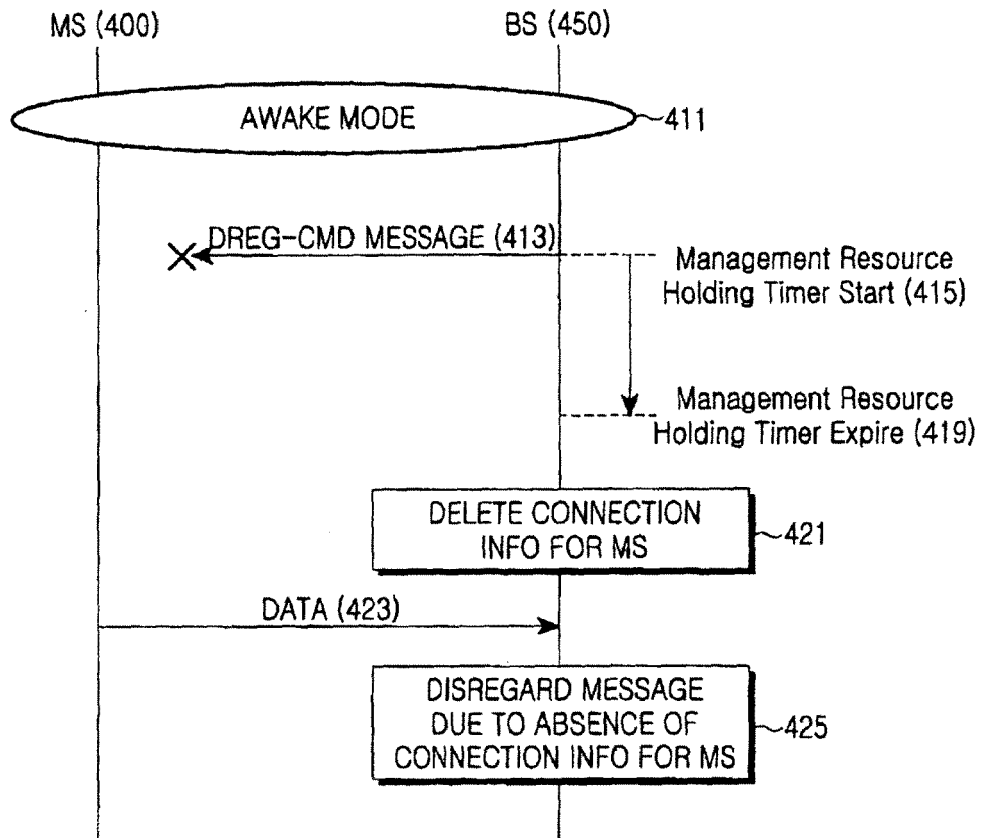 MS (400)
BS (450)
AWAKE MODE
411
DREG-CMD MESSAGE (413)
Management Resource
Holding Timer Start (415)
Management Resource
Holding Timer Expire (419)
DELETE CONNECTION
INFO FOR MS
421
DATA (423)
DISREGARD MESSAGE
DUE TO ABSENCE OF
CONNECTION INFO FOR MS
425